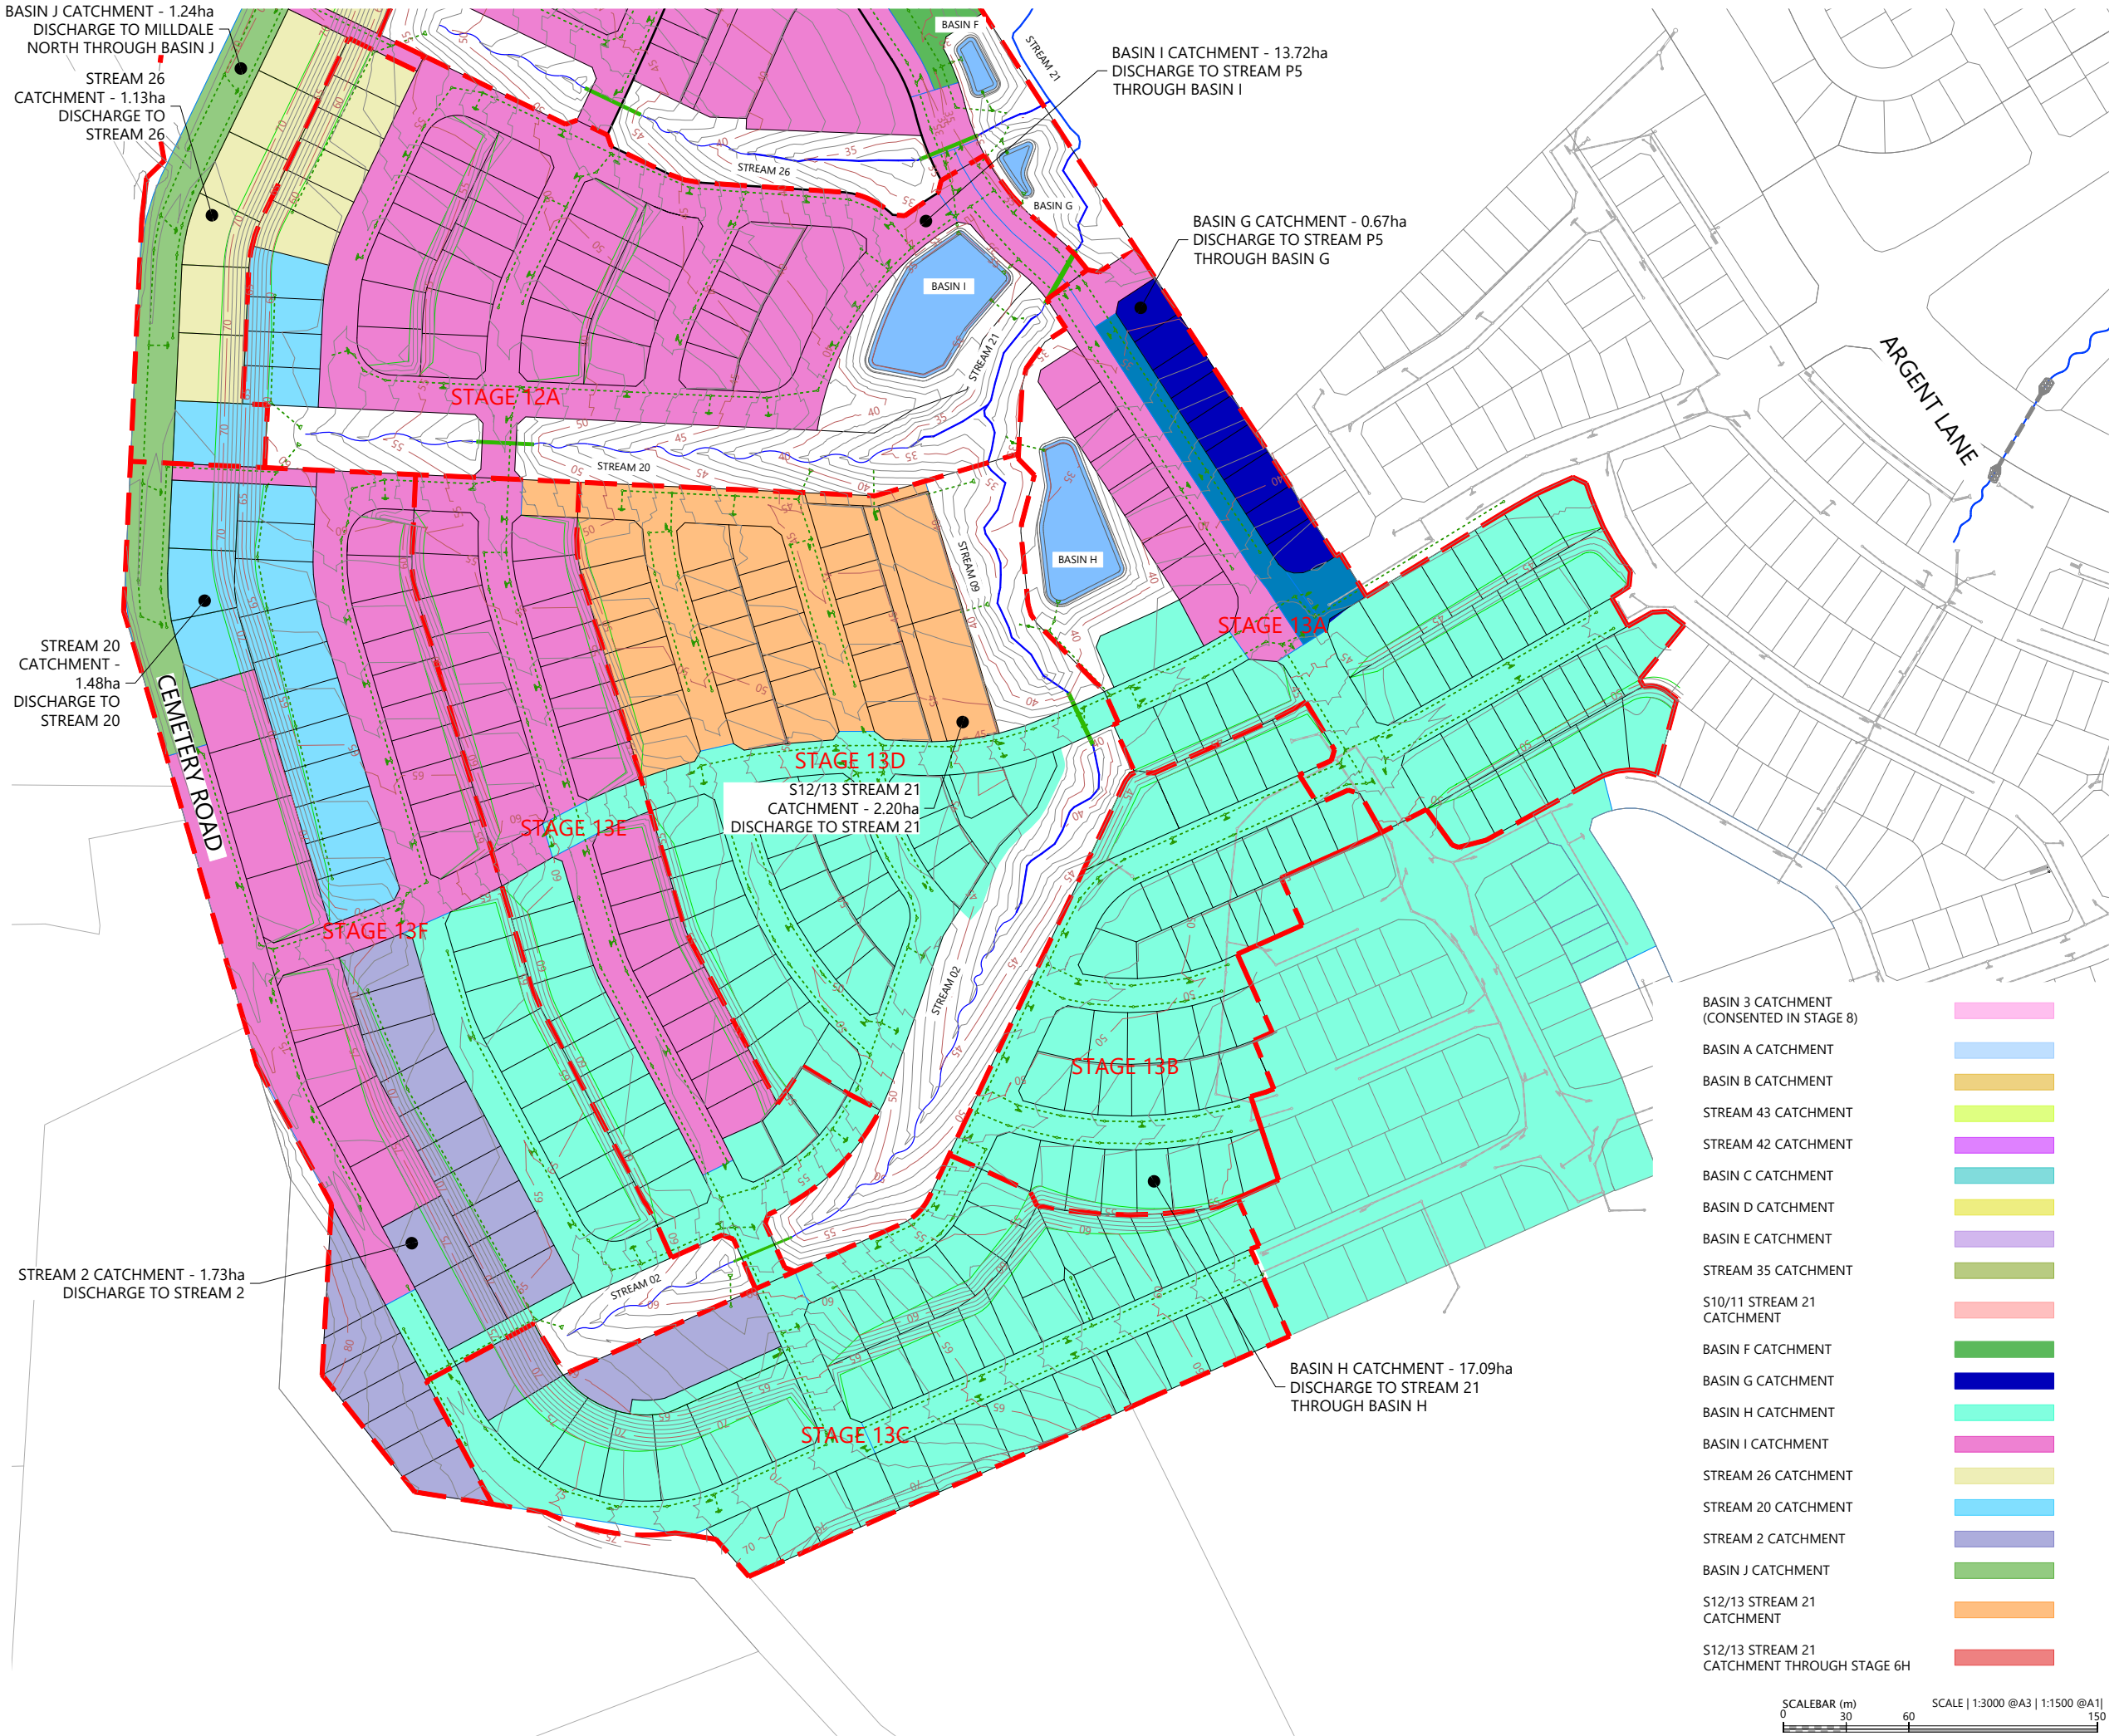 BASIN J CATCHMENT - 1.24ha
DISCHARGE TO MILLDALE
NORTH THROUGH BASIN J
STREAM 26
CATCHMENT - 1.13ha
DISCHARGE TO
STREAM 26
BASIN F
STREAM 21
BASIN I CATCHMENT - 13.72ha
DISCHARGE TO STREAM P5
THROUGH BASIN I
STREAM 26
BASIN G
BASIN G CATCHMENT - 0.67ha
DISCHARGE TO STREAM P5
THROUGH BASIN G
BASIN I
STREAM 21
ARGENT LANE
STAGE 12A
STREAM 20
BASIN H
STREAM 09
STAGE 13A
STREAM 20
CATCHMENT -
1.48ha
DISCHARGE TO
STREAM 20
CEMETERY ROAD
STAGE 13D
S12/13 STREAM 21
CATCHMENT - 2.20ha
DISCHARGE TO STREAM 21
STAGE 13E
STAGE 13F
STREAM 02
STAGE 13B
STREAM 2 CATCHMENT - 1.73ha
DISCHARGE TO STREAM 2
STREAM 02
BASIN H CATCHMENT - 17.09ha
DISCHARGE TO STREAM 21
THROUGH BASIN H
STAGE 13C
BASIN 3 CATCHMENT
(CONSENTED IN STAGE 8)
BASIN A CATCHMENT
BASIN B CATCHMENT
STREAM 43 CATCHMENT
STREAM 42 CATCHMENT
BASIN C CATCHMENT
BASIN D CATCHMENT
BASIN E CATCHMENT
STREAM 35 CATCHMENT
S10/11 STREAM 21
CATCHMENT
BASIN F CATCHMENT
BASIN G CATCHMENT
BASIN H CATCHMENT
BASIN I CATCHMENT
STREAM 26 CATCHMENT
STREAM 20 CATCHMENT
STREAM 2 CATCHMENT
BASIN J CATCHMENT
S12/13 STREAM 21
CATCHMENT
S12/13 STREAM 21
CATCHMENT THROUGH STAGE 6H
SCALEBAR (m)
SCALE | 1:3000 @A3 | 1:1500 @A1|
0 30 60 150